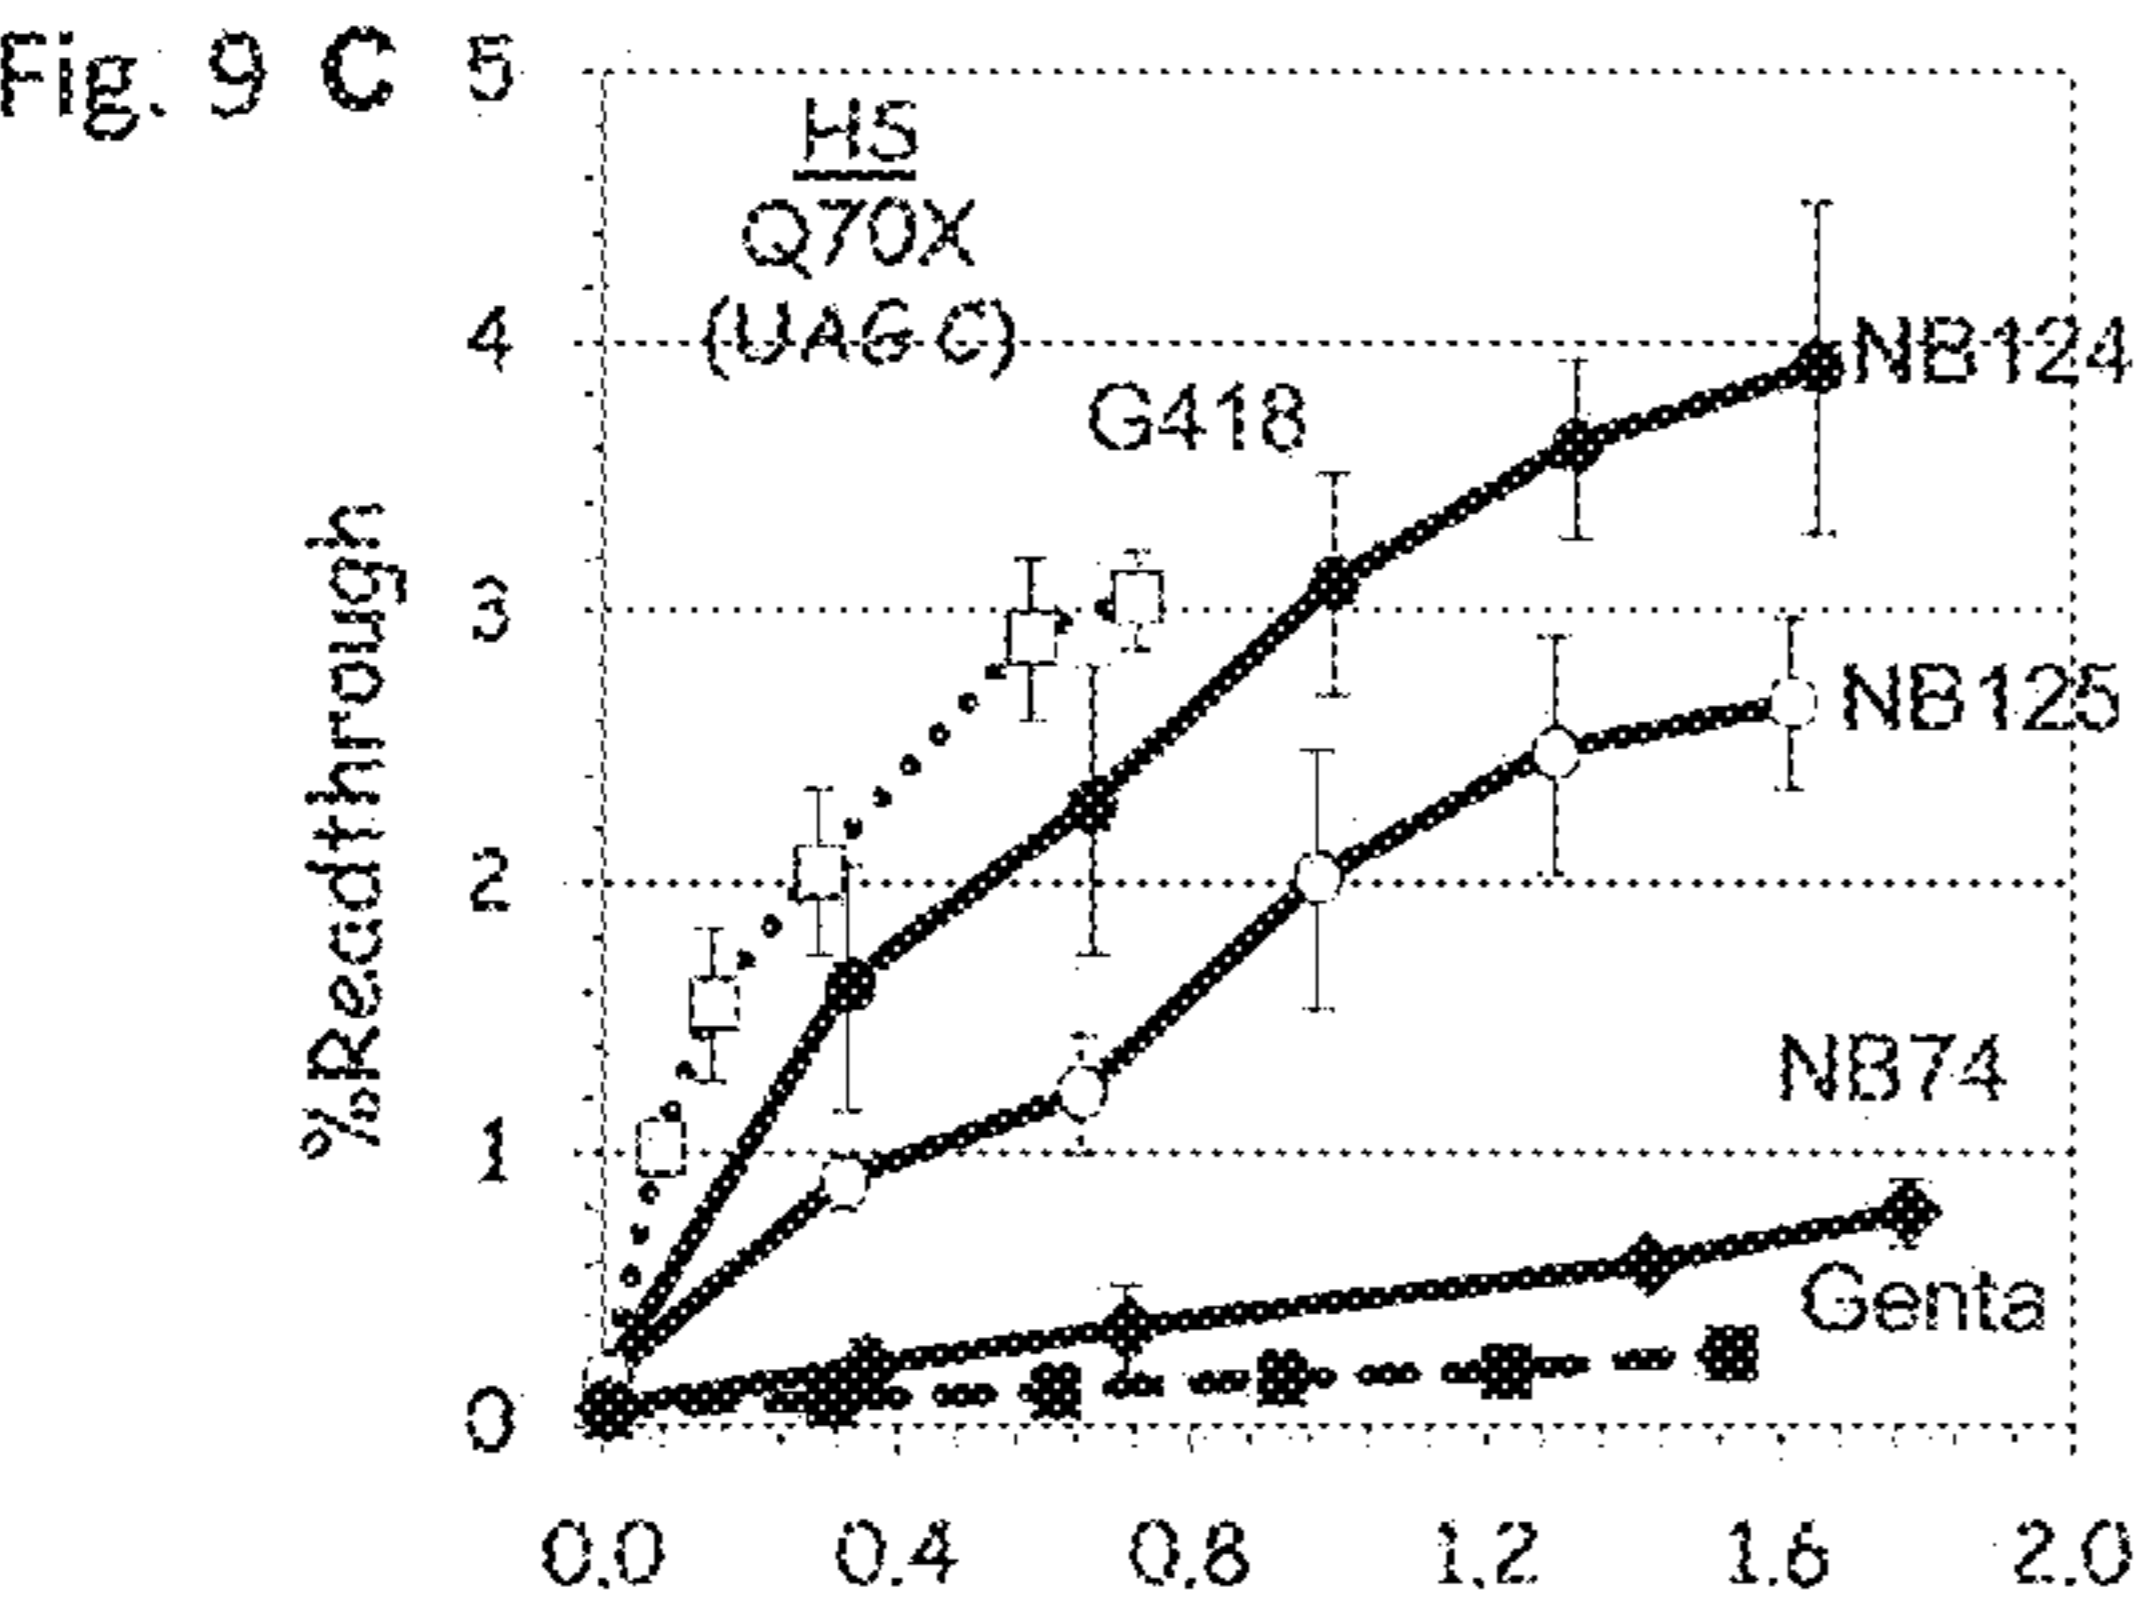 Fig. 9 C
5
HS
Q70X
(UAG C)
4
NB124
G418
3
NB125
%Readthrough
2
NB74
1
Genta
0
0.0 0.4 0.8 1.2 1.6 2.0